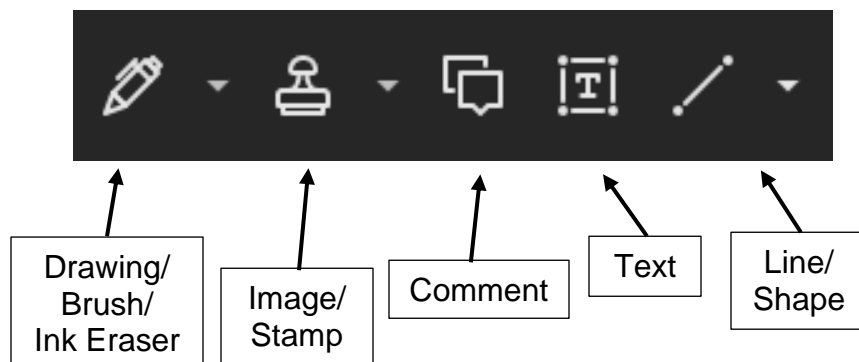 T
Drawing/
Brush/
Ink Eraser
Image/
Stamp
Comment
Text
Line/
Shape